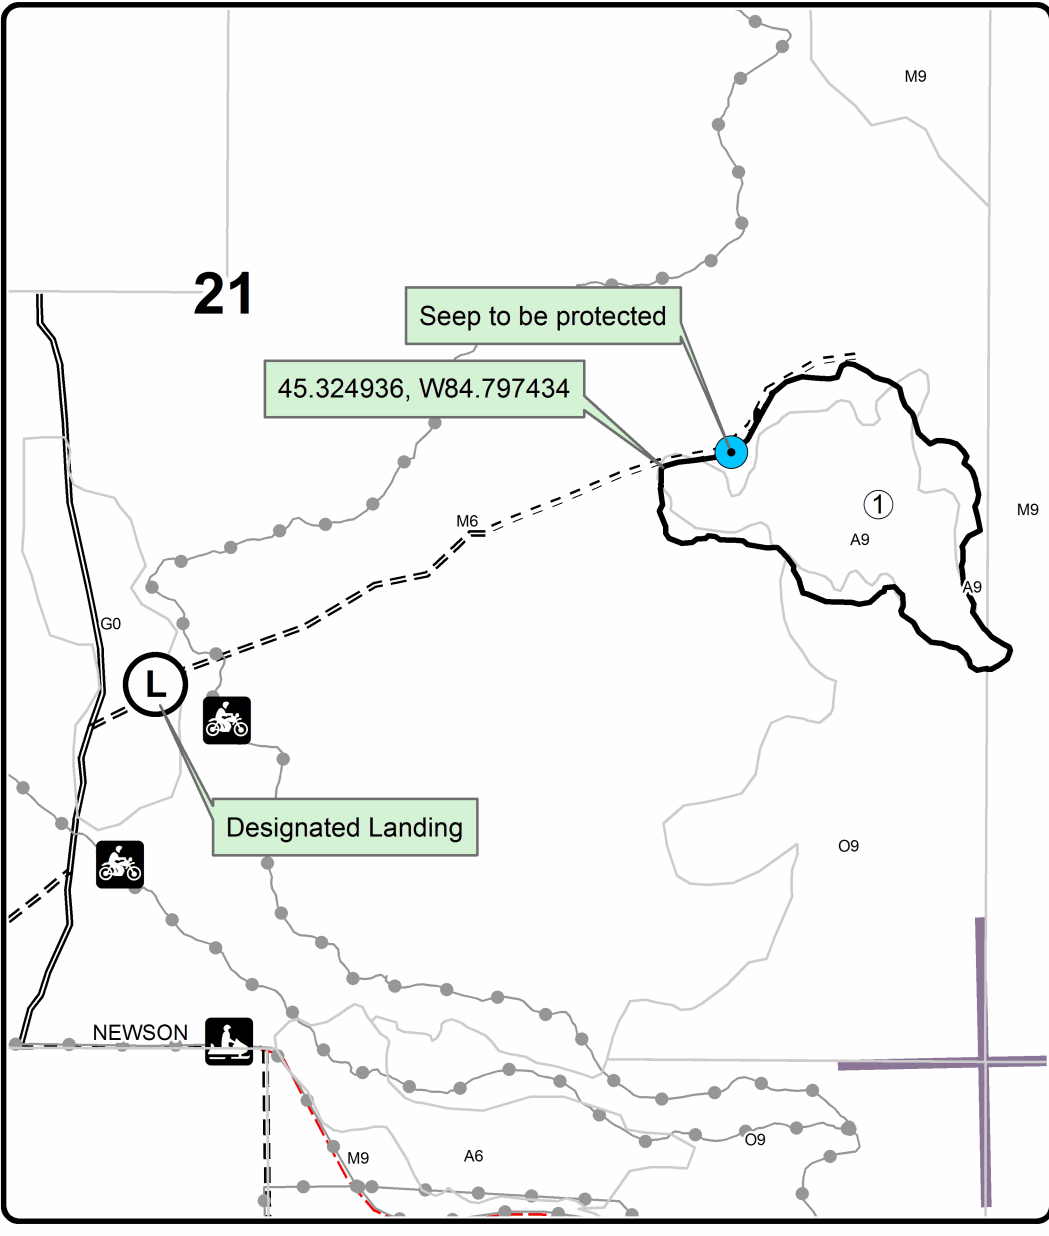 M9
21
Seep to be protected
45.324936, W84.797434
1
M9
M6
A9
A9
G0
L
Designated Landing
O9
NEWSON
O9
M9
A6